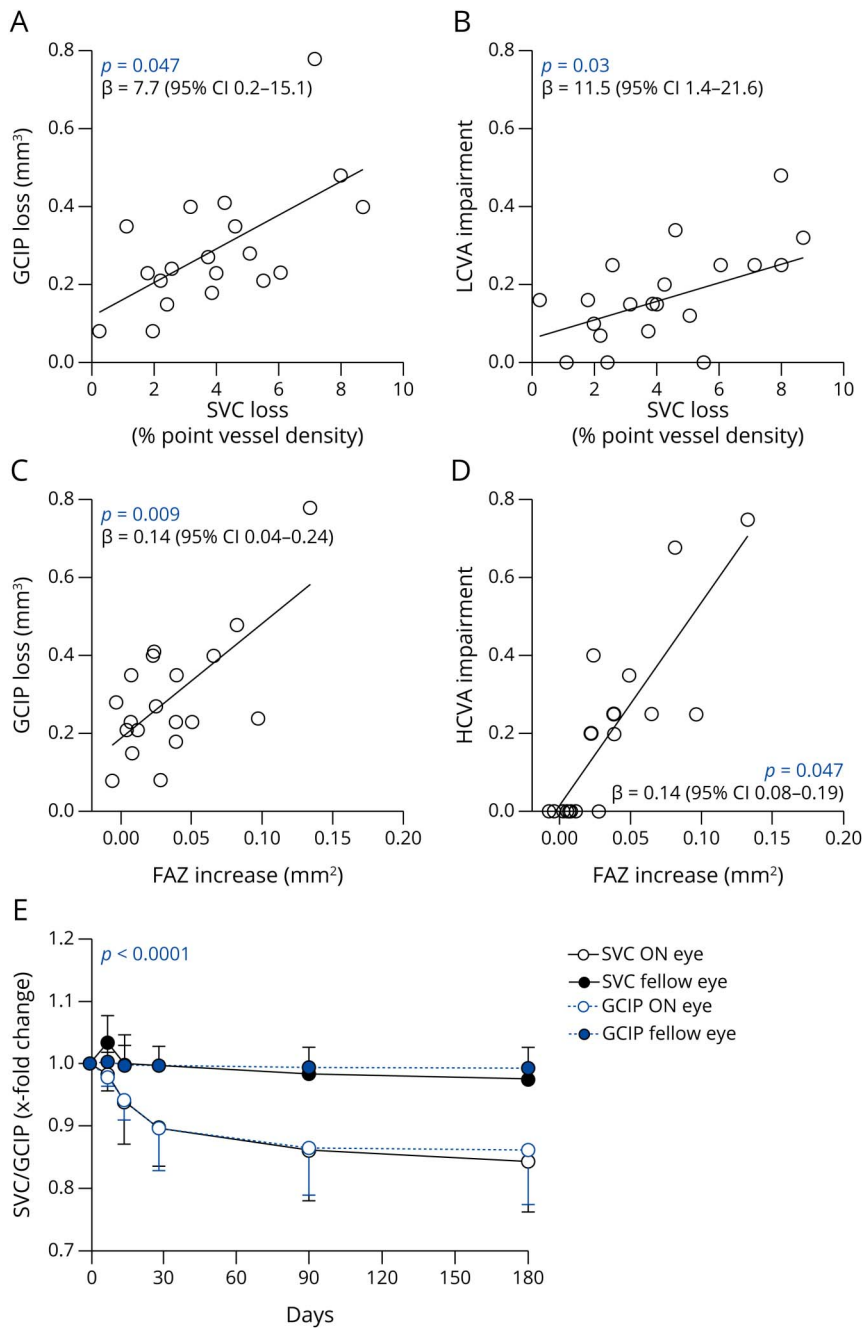 A
p = 0.047
β = 7.7 (95% CI 0.2–15.1)
GCIP loss (mm³)
0.8
0.6
0.4
0.2
0.0
0 2 4 6 8 10
SVC loss
(% point vessel density)
B
p = 0.03
β = 11.5 (95% CI 1.4–21.6)
LCVA impairment
0.8
0.6
0.4
0.2
0.0
0 2 4 6 8 10
SVC loss
(% point vessel density)
C
p = 0.009
β = 0.14 (95% CI 0.04–0.24)
GCIP loss (mm³)
0.8
0.6
0.4
0.2
0.0
0.00 0.05 0.10 0.15 0.20
FAZ increase (mm²)
D
HCVA impairment
0.8
0.6
0.4
0.2
0.0
p = 0.047
β = 0.14 (95% CI 0.08–0.19)
0.00 0.05 0.10 0.15 0.20
FAZ increase (mm²)
E
p < 0.0001
SVC/GCIP (x-fold change)
1.2
1.1
1.0
0.9
0.8
0.7
0 30 60 90 120 150 180
Days
SVC ON eye
SVC fellow eye
GCIP ON eye
GCIP fellow eye